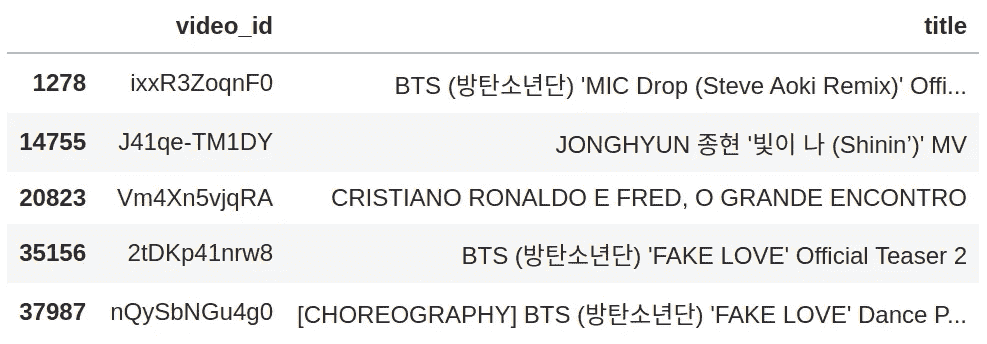 video_id title
1278 ixxR3ZoqnF0 BTS (방탄소년단) 'MIC Drop (Steve Aoki Remix)' Offi...
14755 J41qe-TM1DY JONGHYUN 종현 '빛이 나 (Shinin’)' MV
20823 Vm4Xn5vjqRA CRISTIANO RONALDO E FRED, O GRANDE ENCONTRO
35156 2tDKp41nrw8 BTS (방탄소년단) 'FAKE LOVE' Official Teaser 2
37987 nQySbNGu4g0 [CHOREOGRAPHY] BTS (방탄소년단) 'FAKE LOVE' Dance P...